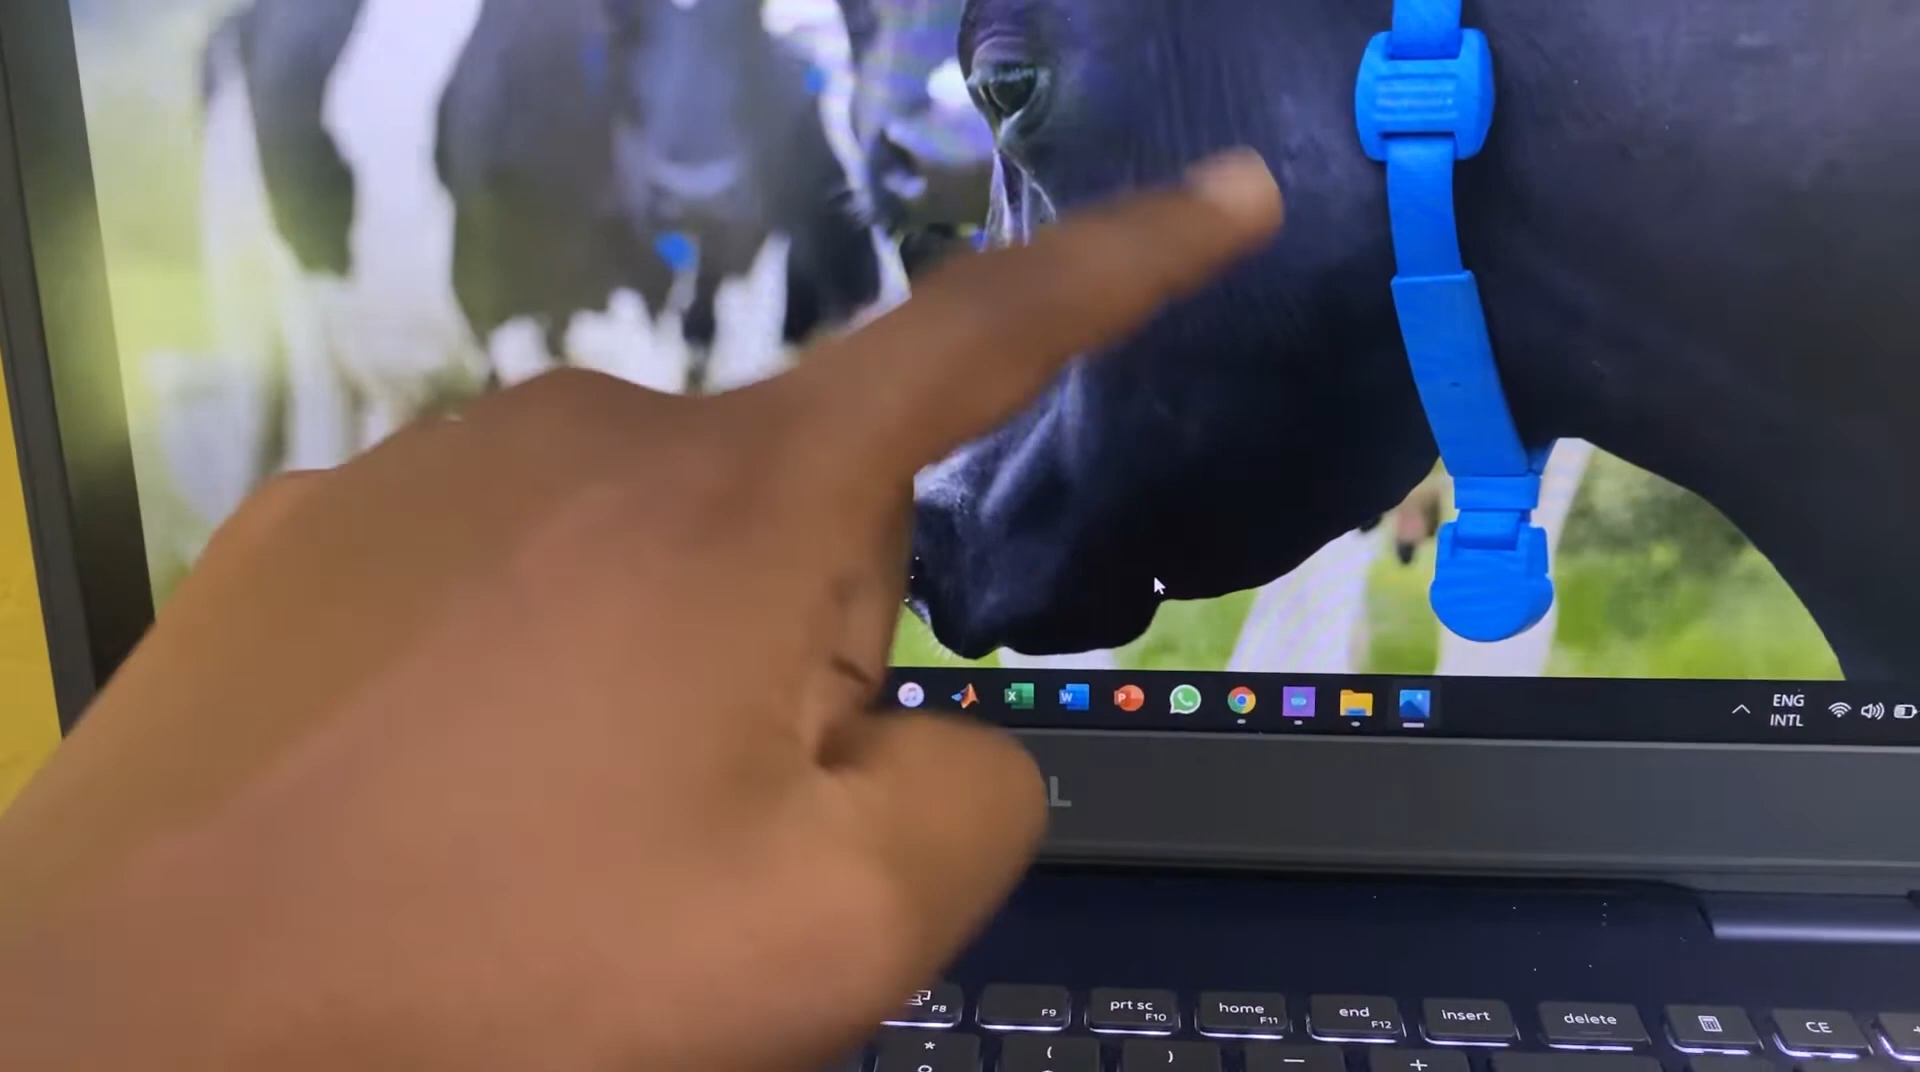 ENG
INTL
L
F8
F9
prt sc
F10
home
F11
end
F12
insert
delete
CE
*
(
)
—
+